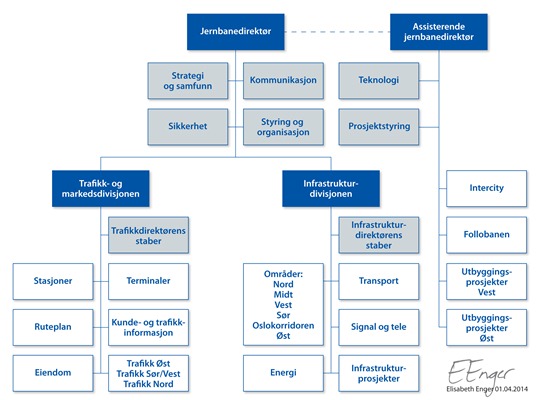 Jernbanedirektør
Assisterende
jernbanedirektør
Strategi
og samfunn
Kommunikasjon
Teknologi
Sikkerhet
Styring og
organisasjon
Prosjektstyring
Trafikk- og
markedsdivisjonen
Infrastruktur-
divisjonen
Intercity
Trafikkdirektørens
staber
Infrastruktur-
direktørens
staber
Follobanen
Stasjoner
Terminaler
Områder:
Nord
Midt
Vest
Sør
Oslokorridoren
Øst
Transport
Utbyggings-
prosjekter
Vest
Ruteplan
Kunde- og trafikk-
informasjon
Signal og tele
Utbyggings-
prosjekter
Øst
Eiendom
Trafikk Øst
Trafikk Sør/Vest
Trafikk Nord
Energi
Infrastruktur-
prosjekter
E Enger
Elisabeth Enger 01.04.2014